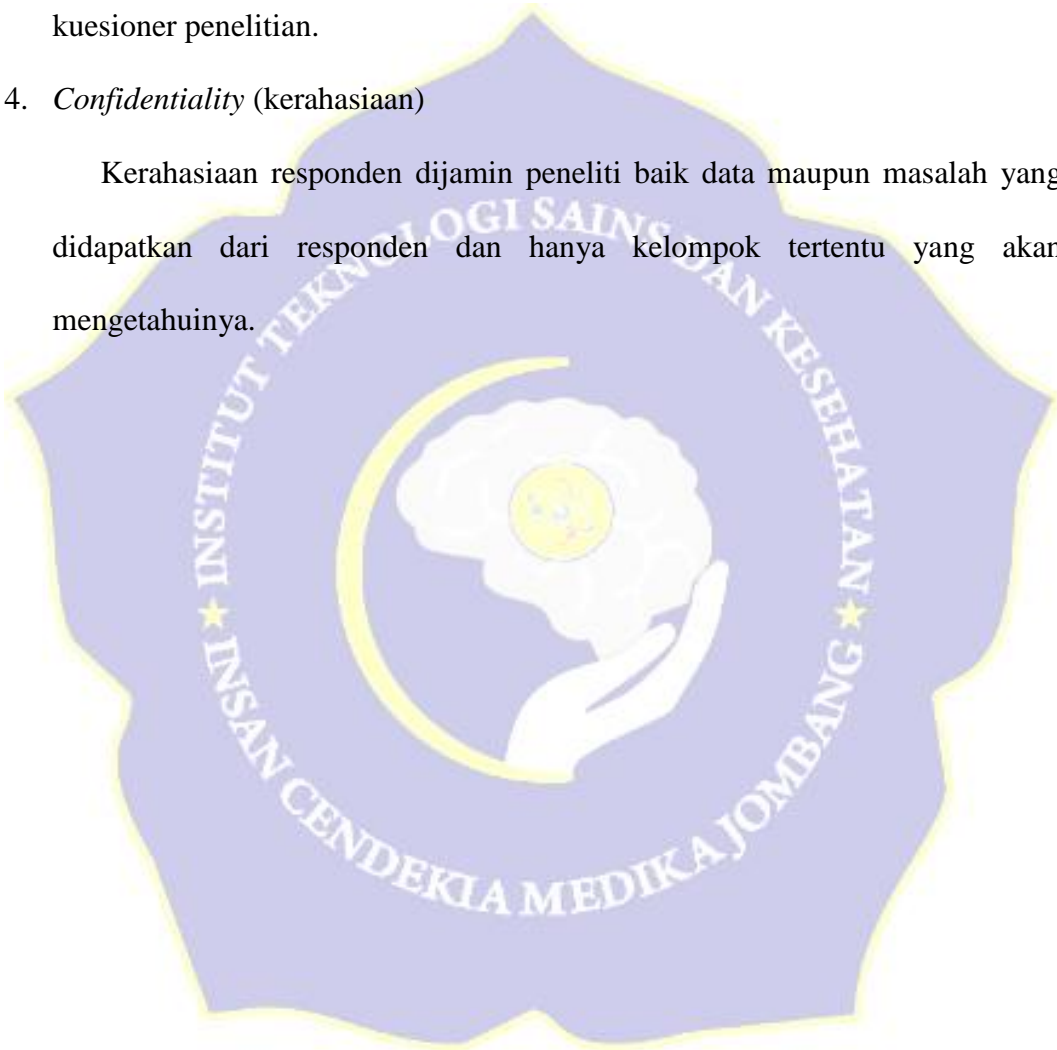 kuesioner penelitian.
4. Confidentiality (kerahasiaan)
Kerahasiaan responden dijamin peneliti baik data maupun masalah yang
didapatkan dari responden dan hanya kelompok tertentu yang akan
mengetahuinya.
INSTITUT TEKNOLOGI SAINS DAN KESEHATAN
INSAN CENDEKIA MEDIKA JOMBANG